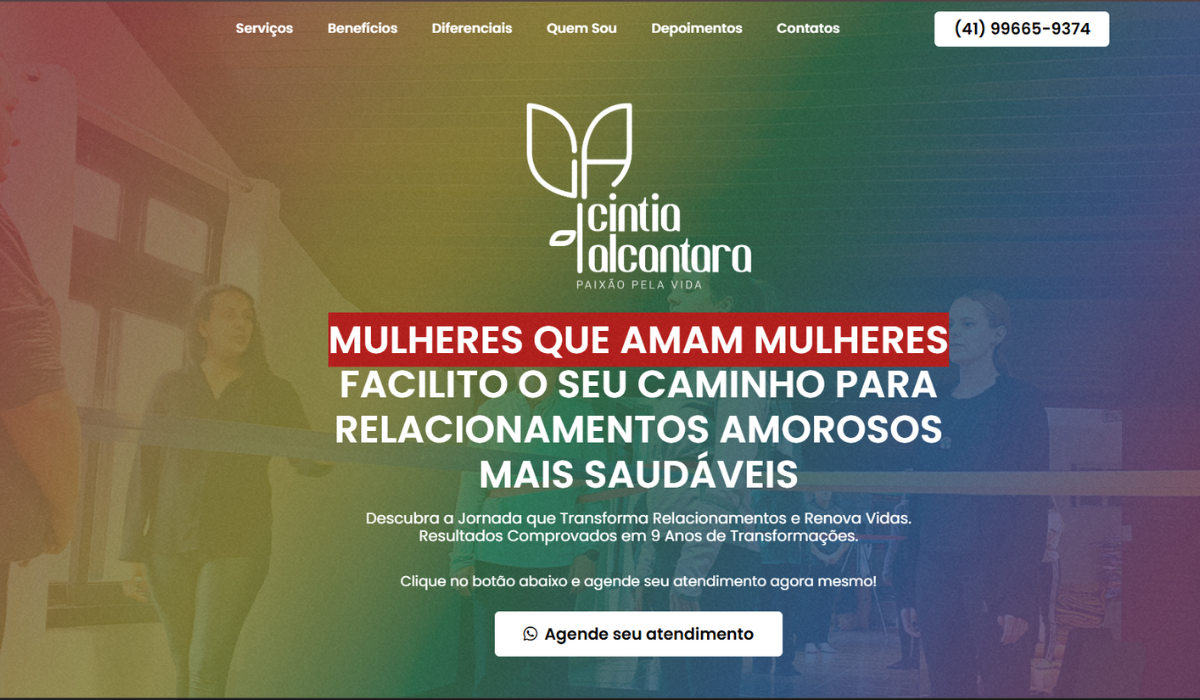 Serviços Benefícios Diferenciais Quem Sou Depoimentos Contatos (41) 99665-9374
cintia
alcantara
PAIXÃO PELA VIDA
MULHERES QUE AMAM MULHERES
FACILITO O SEU CAMINHO PARA
RELACIONAMENTOS AMOROSOS
MAIS SAUDÁVEIS
Descubra a Jornada que Transforma Relacionamentos e Renova Vidas.
Resultados Comprovados em 9 Anos de Transformações.
Clique no botão abaixo e agende seu atendimento agora mesmo!
Agende seu atendimento